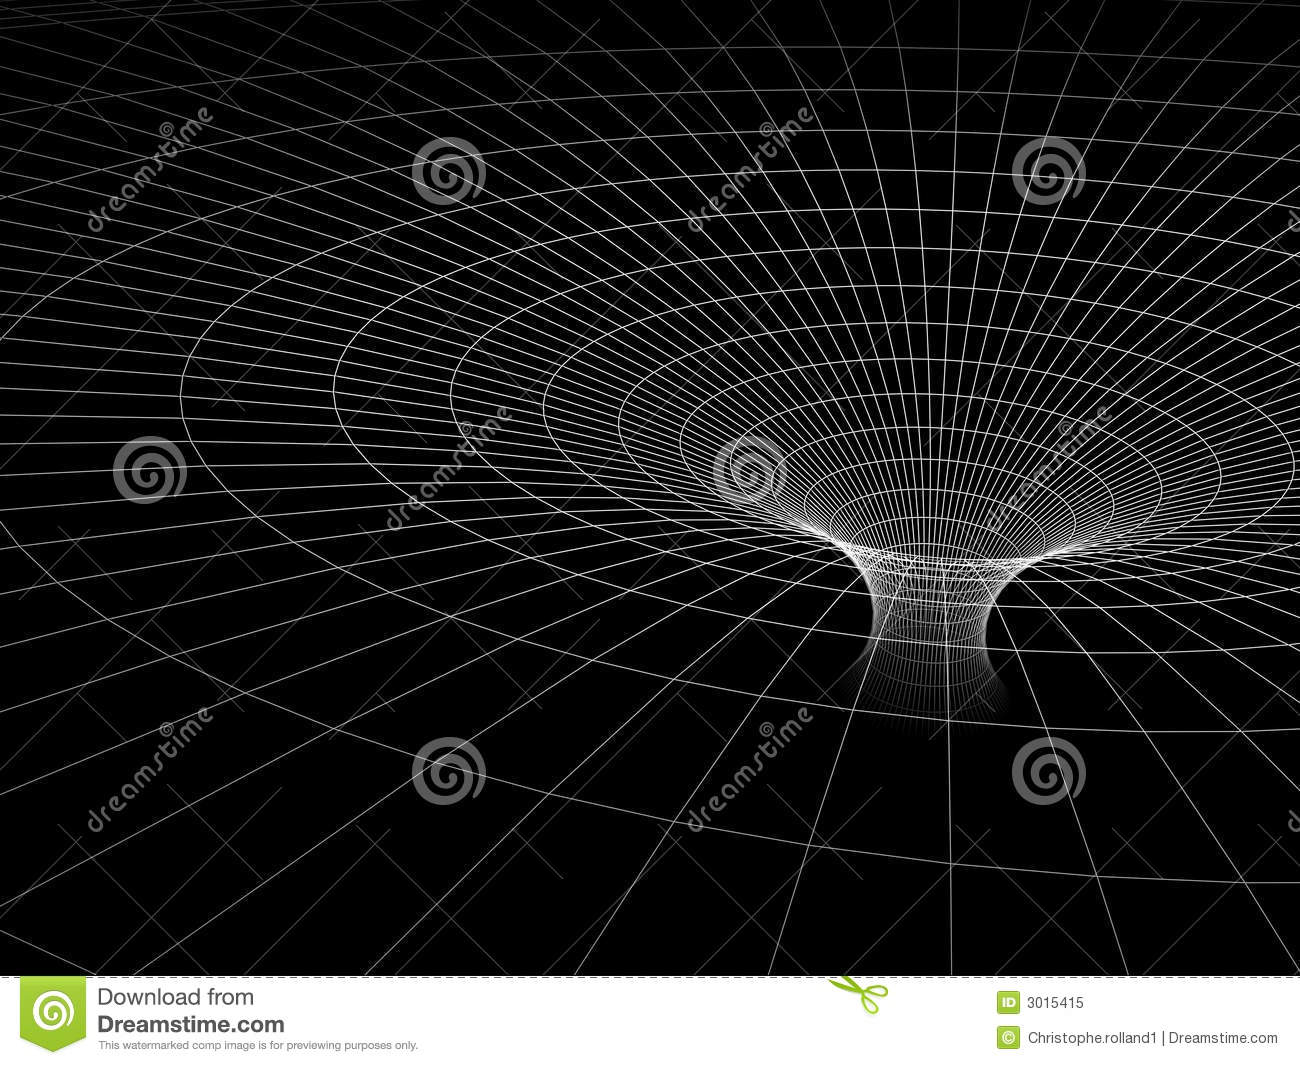 dreamstime
dreamstime
dreamstime
dreamstime
dreamstime
dreamstime
Download from
Dreamstime.com
This watermarked comp image is for previewing purposes only.
ID 3015415
© Christophe.rolland1 | Dreamstime.com